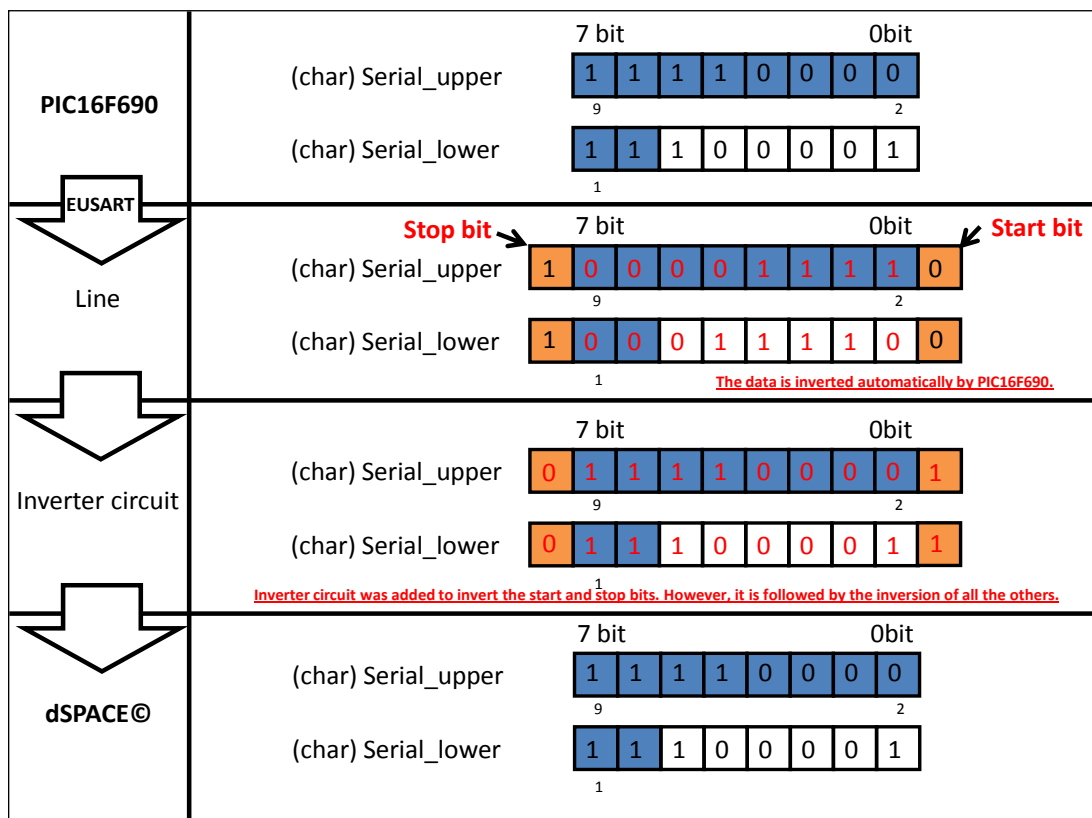 7 bit 0bit
(char) Serial_upper 1 1 1 1 0 0 0 0
9 2
PIC16F690
(char) Serial_lower 1 1 1 0 0 0 0 1
1
EUSART
Stop bit 7 bit 0bit Start bit
(char) Serial_upper 1 0 0 0 0 1 1 1 1 0
9 2
Line
(char) Serial_lower 1 0 0 0 1 1 1 1 0 0
1
The data is inverted automatically by PIC16F690.
7 bit 0bit
(char) Serial_upper 0 1 1 1 1 0 0 0 0 1
9 2
Inverter circuit
(char) Serial_lower 0 1 1 1 0 0 0 0 1 1
1
Inverter circuit was added to invert the start and stop bits. However, it is followed by the inversion of all the others.
7 bit 0bit
(char) Serial_upper 1 1 1 1 0 0 0 0
9 2
dSPACE©
(char) Serial_lower 1 1 1 0 0 0 0 1
1